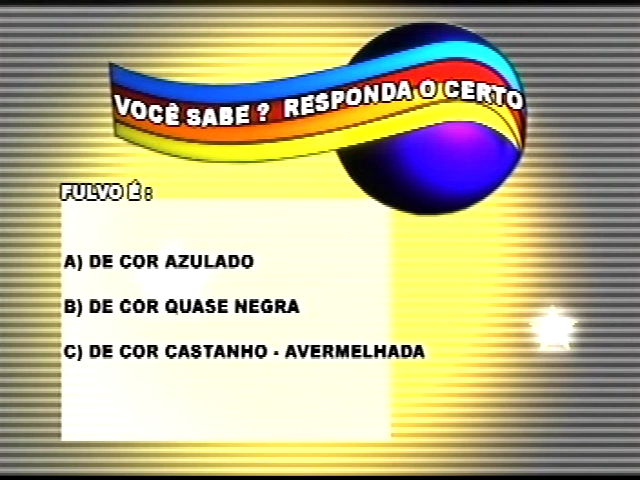 VOCÊ SABE ? RESPONDA O CERTO
FULVO É :
A) DE COR AZULADO
B) DE COR QUASE NEGRA
C) DE COR CASTANHO - AVERMELHADA